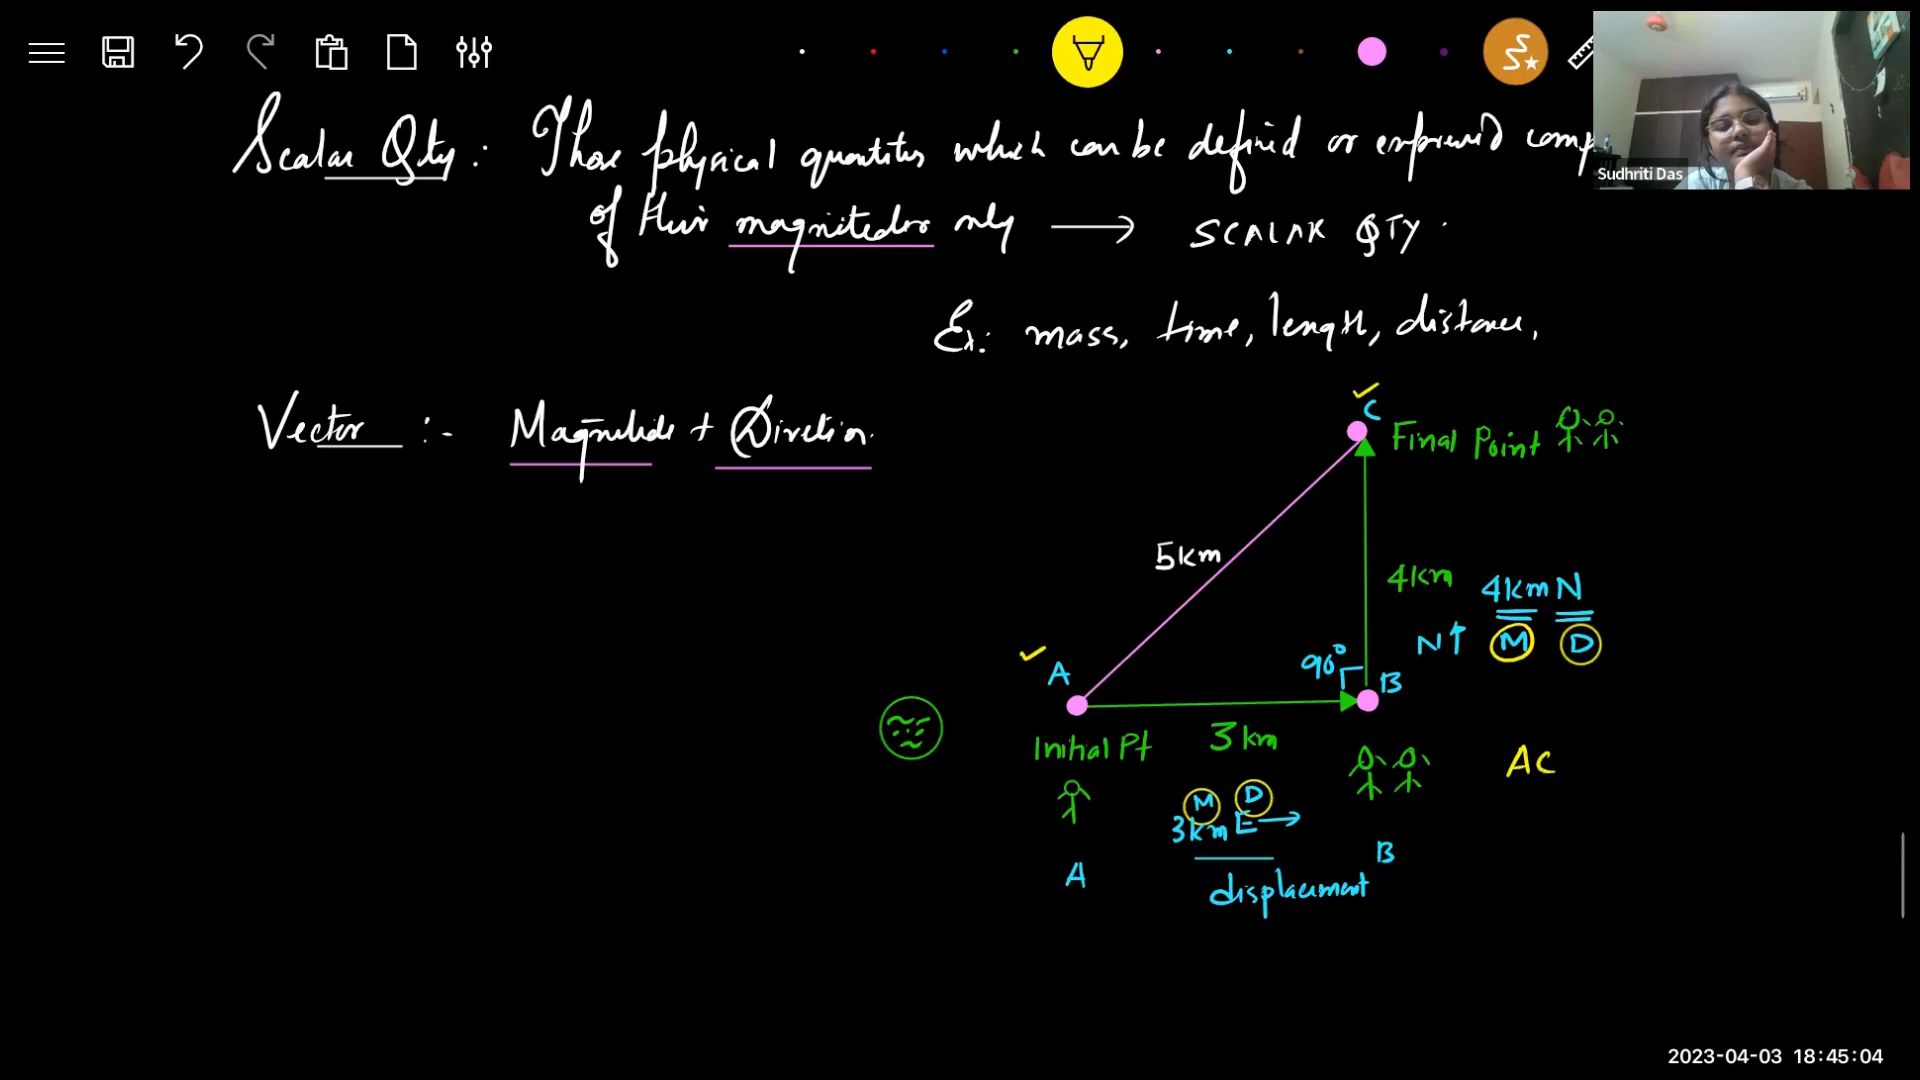 Sudhriti Das
Scalar Qty : Those physical quantites which can be defined or expressed comp
of their magnitudes only → SCALAR QTY.
Ex: mass, time, length, distance,
Vector :- Magnitude + Direction.
C
Final Point
5km
4km 4km N
N↑ M D
90°
A
B
Initial Pt 3 km
AC
M D
3km E→
A
B
displacement
2023-04-03 18:45:04